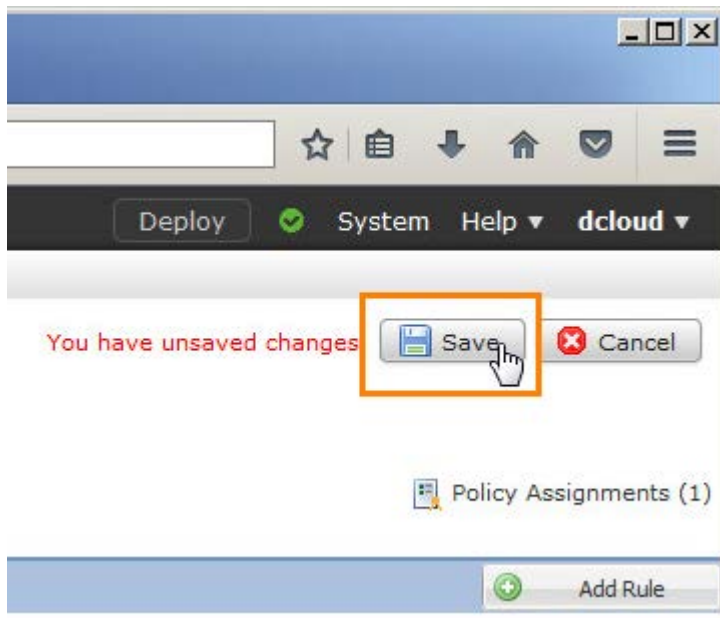 Deploy System Help dcloud
You have unsaved changes Save Cancel
Policy Assignments (1)
Add Rule